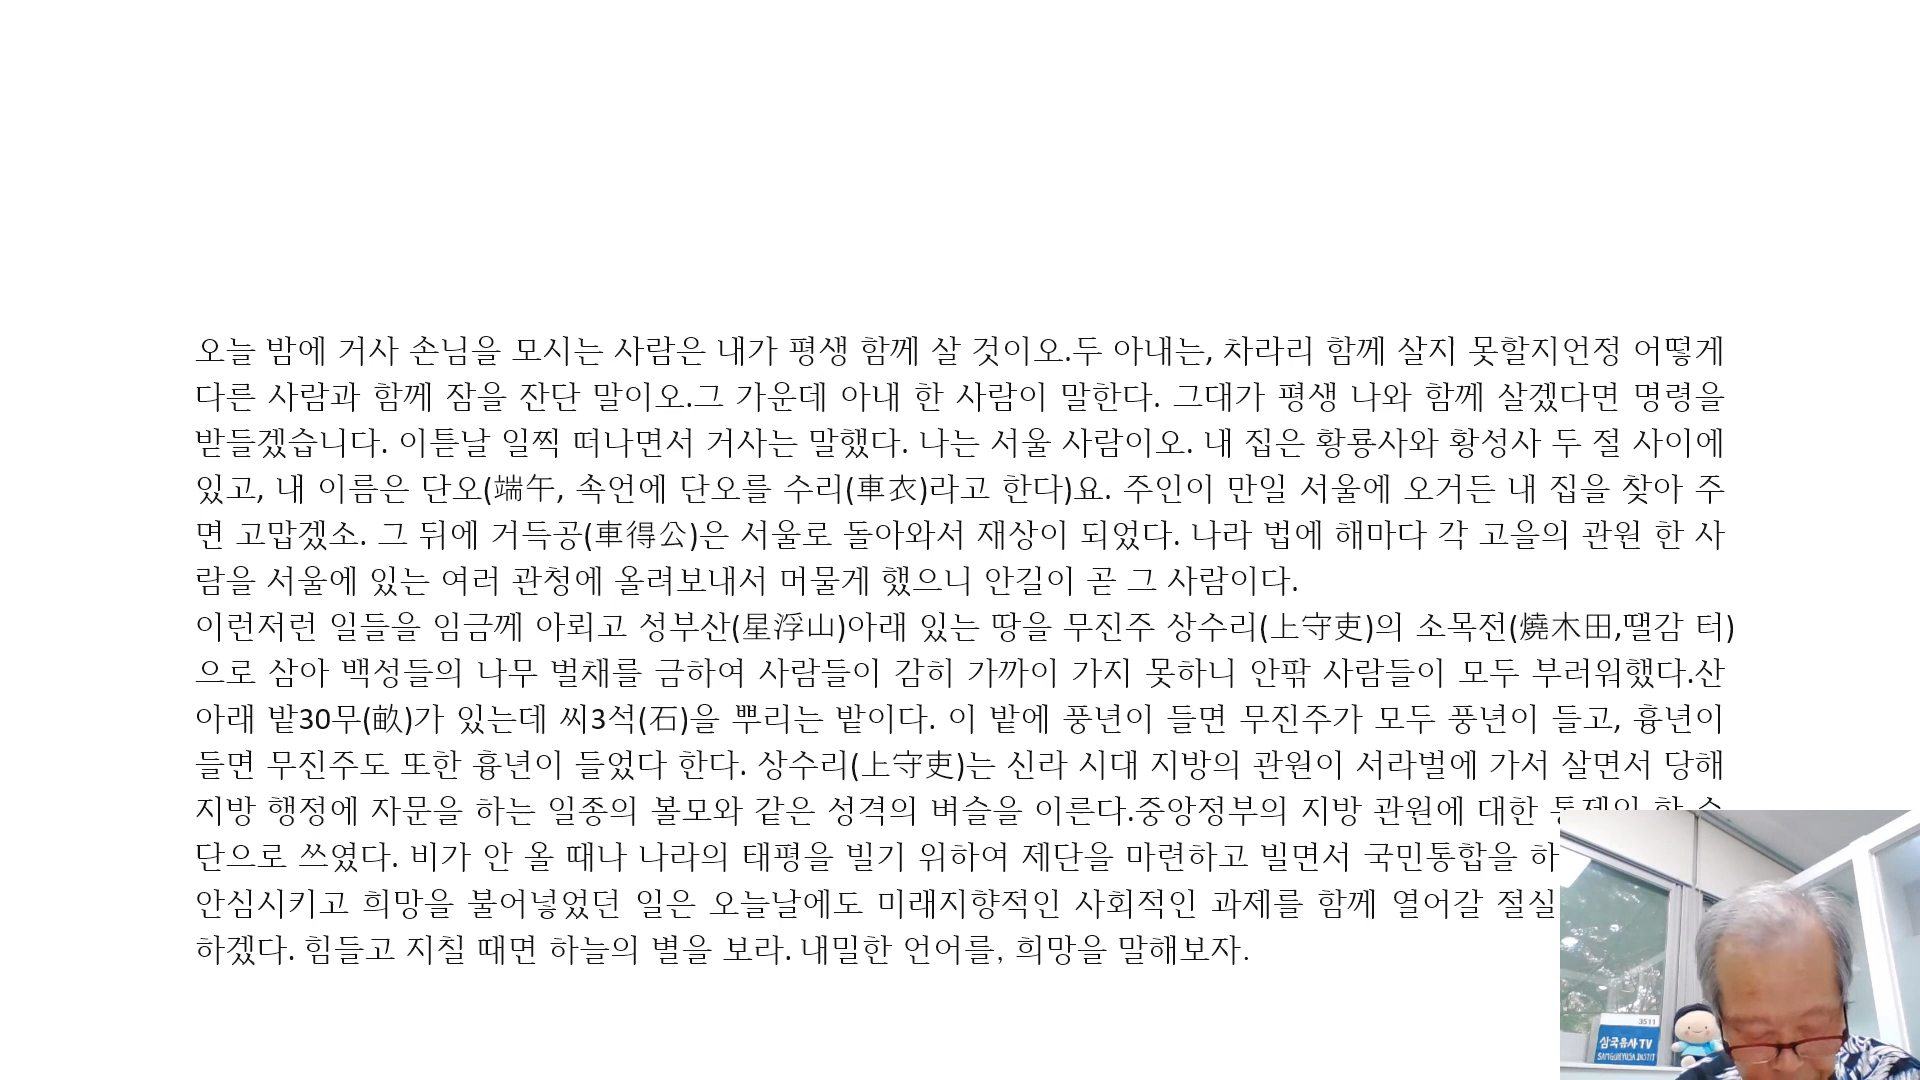 오늘 밤에 거사 손님을 모시는 사람은 내가 평생 함께 살 것이오.두 아내는, 차라리 함께 살지 못할지언정 어떻게
다른 사람과 함께 잠을 잔단 말이오.그 가운데 아내 한 사람이 말한다. 그대가 평생 나와 함께 살겠다면 명령을
받들겠습니다. 이튿날 일찍 떠나면서 거사는 말했다. 나는 서울 사람이오. 내 집은 황룡사와 황성사 두 절 사이에
있고, 내 이름은 단오(端午, 속언에 단오를 수리(車衣)라고 한다)요. 주인이 만일 서울에 오거든 내 집을 찾아 주
면 고맙겠소. 그 뒤에 거득공(車得公)은 서울로 돌아와서 재상이 되었다. 나라 법에 해마다 각 고을의 관원 한 사
람을 서울에 있는 여러 관청에 올려보내서 머물게 했으니 안길이 곧 그 사람이다.
이런저런 일들을 임금께 아뢰고 성부산(星浮山)아래 있는 땅을 무진주 상수리(上守吏)의 소목전(燒木田,땔감 터)
으로 삼아 백성들의 나무 벌채를 금하여 사람들이 감히 가까이 가지 못하니 안팎 사람들이 모두 부러워했다.산
아래 밭30무(畝)가 있는데 씨3석(石)을 뿌리는 밭이다. 이 밭에 풍년이 들면 무진주가 모두 풍년이 들고, 흉년이
들면 무진주도 또한 흉년이 들었다 한다. 상수리(上守吏)는 신라 시대 지방의 관원이 서라벌에 가서 살면서 당해
지방 행정에 자문을 하는 일종의 볼모와 같은 성격의 벼슬을 이른다.중앙정부의 지방 관원에 대한 통제의 한 수
단으로 쓰였다. 비가 안 올 때나 나라의 태평을 빌기 위하여 제단을 마련하고 빌면서 국민통합을 하
안심시키고 희망을 불어넣었던 일은 오늘날에도 미래지향적인 사회적인 과제를 함께 열어갈 절실
하겠다. 힘들고 지칠 때면 하늘의 별을 보라. 내밀한 언어를, 희망을 말해보자.
3511
삼국유사TV
SAMGUKYUSA INSTIT